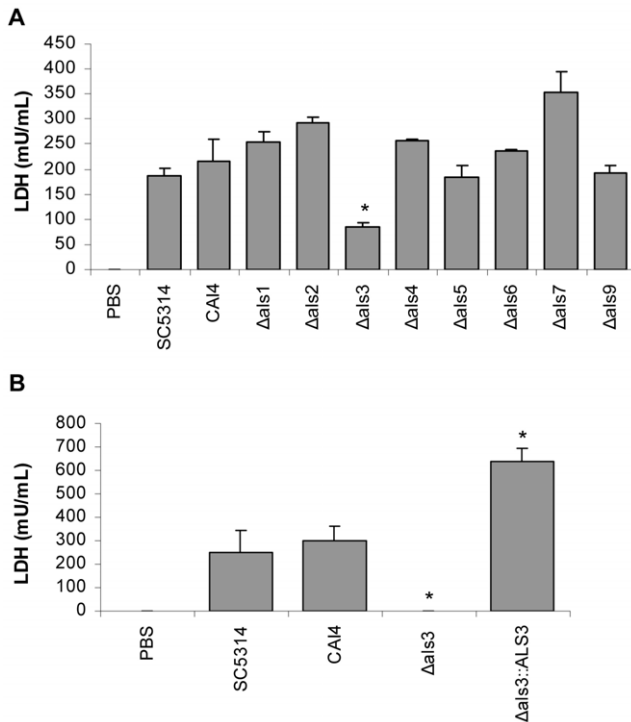 A
LDH (mU/mL)
450
400
350
300
250
200
150
100
50
0
*
PBS
SC5314
CAI4
Δals1
Δals2
Δals3
Δals4
Δals5
Δals6
Δals7
Δals9
B
LDH (mU/mL)
800
700
600
500
400
300
200
100
0
*
*
PBS
SC5314
CAI4
Δals3
Δals3::ALS3